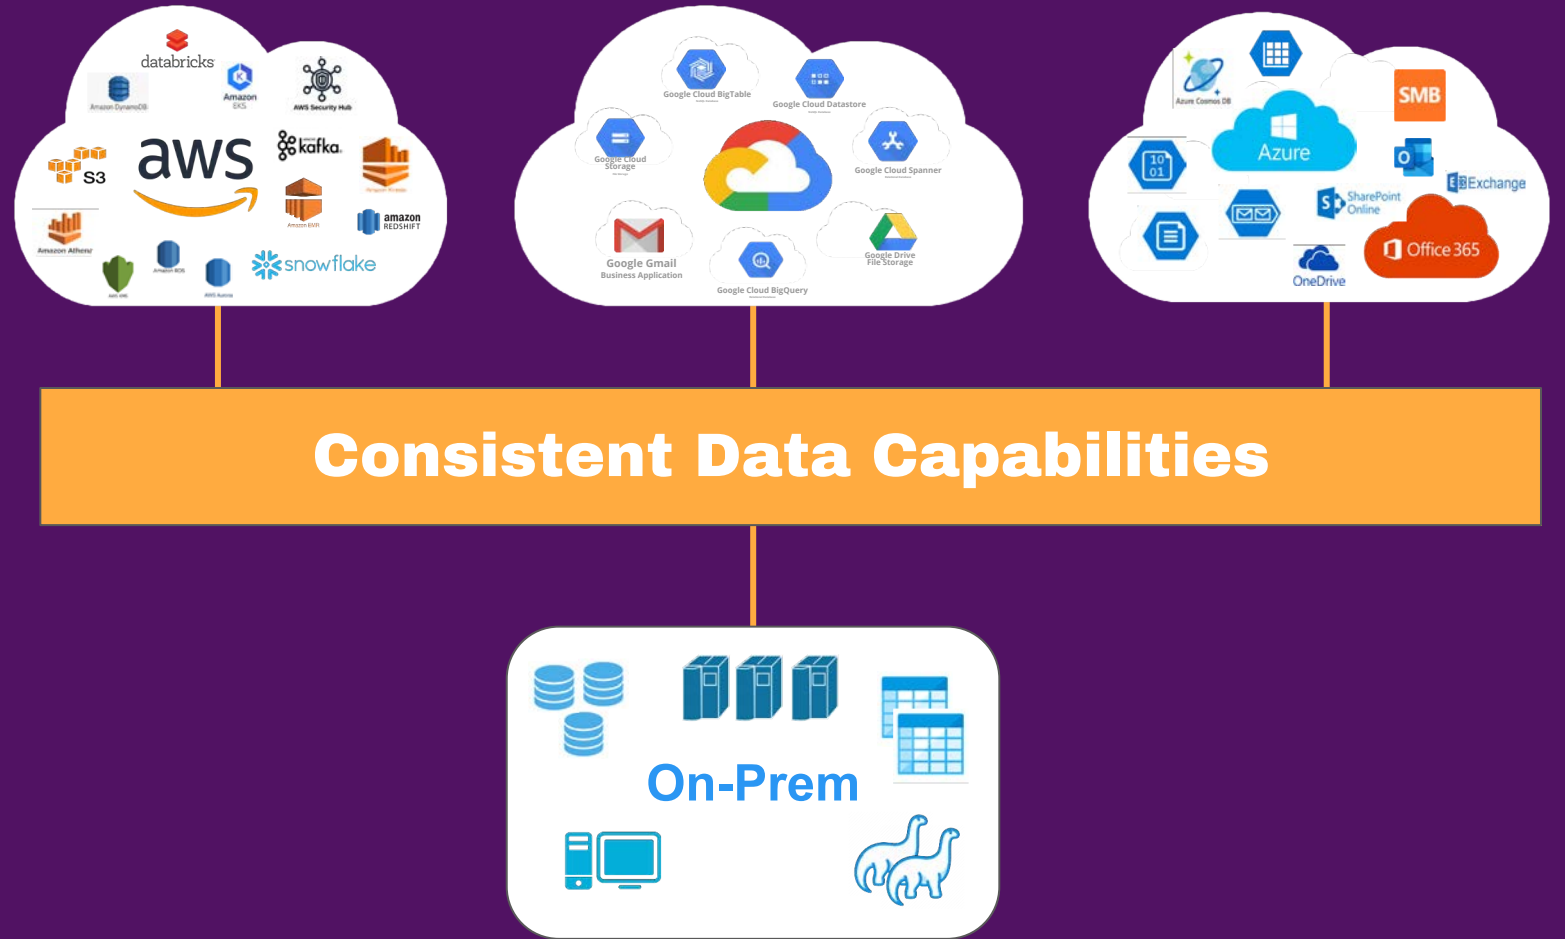 databricks
Amazon DynamoDB
Amazon
EKS
AWS Security Hub
aws
kafka
S3
Amazon EMR
amazon
REDSHIFT
Amazon Athena
Amazon RDS
snowflake
Google Cloud BigTable
Google Cloud Datastore
Google Cloud
Storage
Google Cloud Spanner
Google Gmail
Business Application
Google Drive
File Storage
Google Cloud BigQuery
Azure Cosmos DB
SMB
Azure
10
01
O
Exchange
S
SharePoint
Online
Office 365
OneDrive
Consistent Data Capabilities
On-Prem